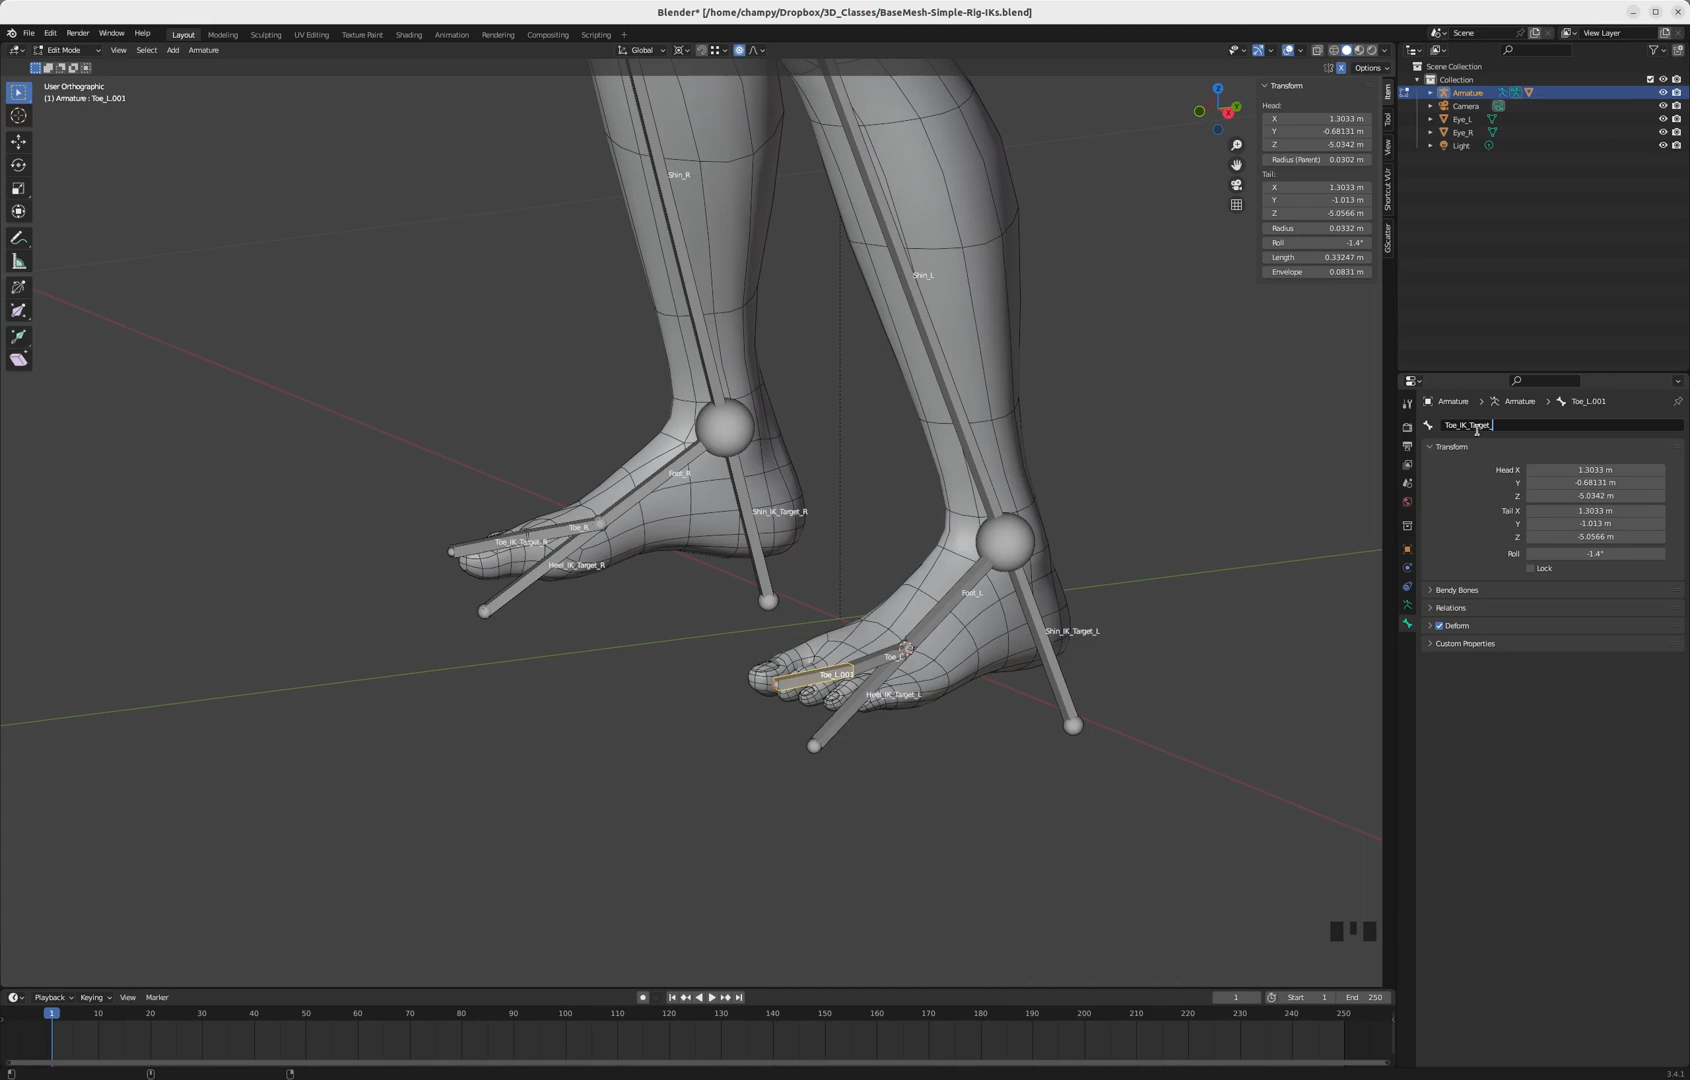 Blender* [/home/champy/Dropbox/3D_Classes/BaseMesh-Simple-Rig-IKs.blend]
File Edit Render Window Help Layout Modeling Sculpting UV Editing Texture Paint Shading Animation Rendering Compositing Scripting + Scene View Layer
Edit Mode View Select Add Armature Global
X Options
User Orthographic
(1) Armature : Toe_L.001
Z
Y
X
Shin_R
Shin_L
Foot_R
Shin_IK_Target_R
Toe_R
Toe_IK_Target-R
Heel_IK_Target_R
Foot_L
Shin_IK_Target_L
Toe_L
Toe_L.001
Heel_IK_Target_L
Transform
Head:
X 1.3033 m
Y -0.68131 m
Z -5.0342 m
Radius (Parent) 0.0302 m
Tail:
X 1.3033 m
Y -1.013 m
Z -5.0566 m
Radius 0.0332 m
Roll -1.4°
Length 0.33247 m
Envelope 0.0831 m
Item
Tool
View
Shortcut VUr
GScatter
Scene Collection
Collection
Armature
Camera
Eye_L
Eye_R
Light
Armature > Armature > Toe_L.001
Toe_IK_Target_
Transform
Head X 1.3033 m
Y -0.68131 m
Z -5.0342 m
Tail X 1.3033 m
Y -1.013 m
Z -5.0566 m
Roll -1.4°
Lock
Bendy Bones
Relations
Deform
Custom Properties
Playback Keying View Marker 1 Start 1 End 250
1 10 20 30 40 50 60 70 80 90 100 110 120 130 140 150 160 170 180 190 200 210 220 230 240 250
3.4.1